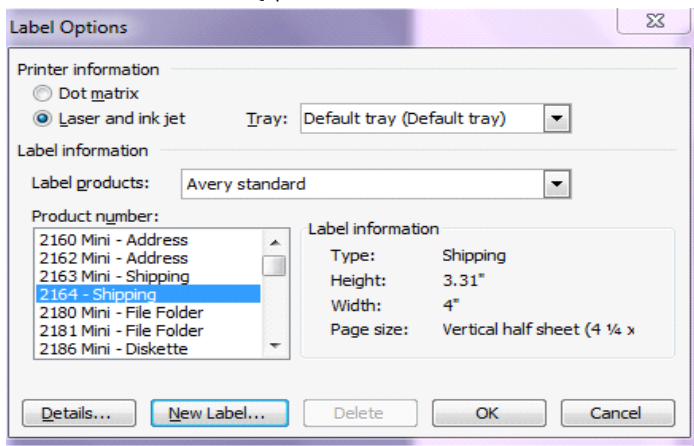 Label Options
Printer information
Dot matrix
Laser and ink jet Tray: Default tray (Default tray)
Label information
Label products: Avery standard
Product number:
2160 Mini - Address
2162 Mini - Address
2163 Mini - Shipping
2164 - Shipping
2180 Mini - File Folder
2181 Mini - File Folder
2186 Mini - Diskette
Label information
Type: Shipping
Height: 3.31"
Width: 4"
Page size: Vertical half sheet (4 ¼ x
Details... New Label... Delete OK Cancel